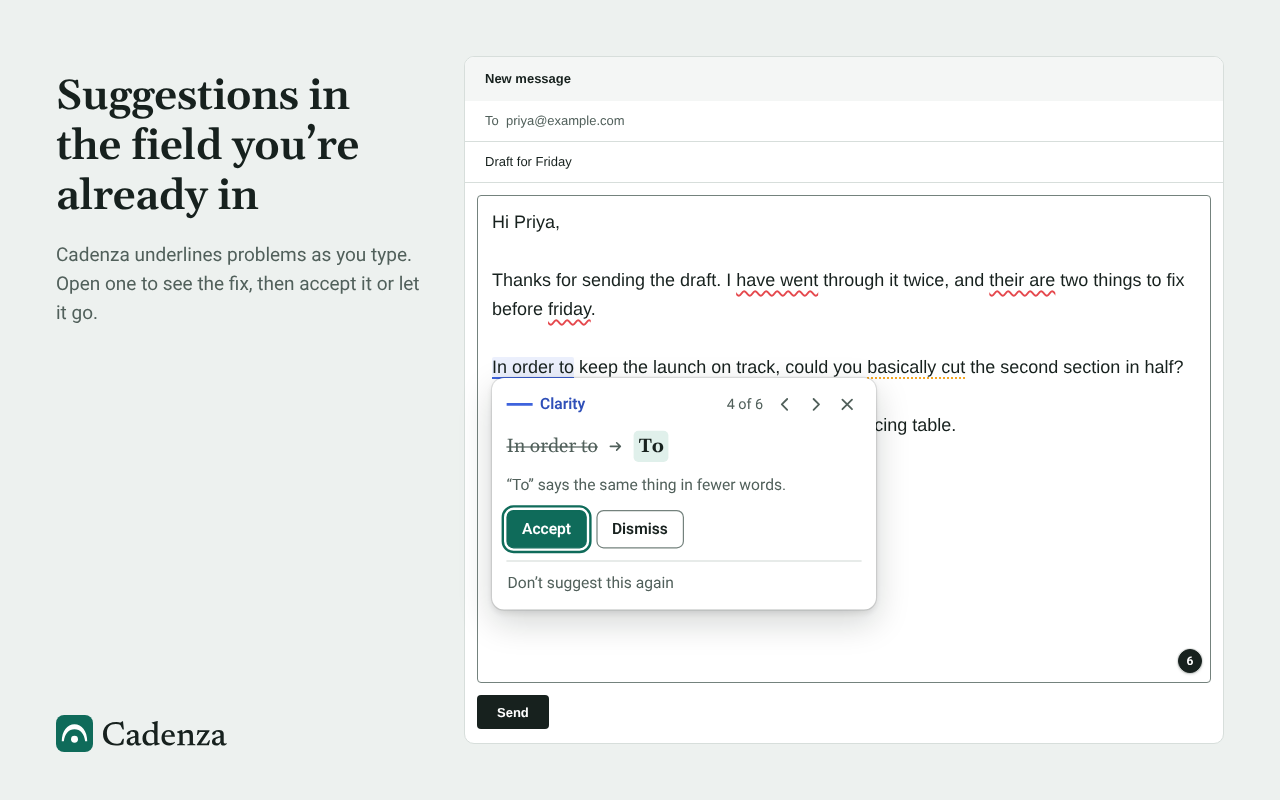 Suggestions in
the field you’re
already in
Cadenza underlines problems as you type.
Open one to see the fix, then accept it or let
it go.
Cadenza
New message
To priya@example.com
Draft for Friday
Hi Priya,
Thanks for sending the draft. I have went through it twice, and their are two things to fix
before friday.
In order to keep the launch on track, could you basically cut the second section in half?
cing table.
Clarity
4 of 6
In order to → To
“To” says the same thing in fewer words.
Accept
Dismiss
Don’t suggest this again
6
Send